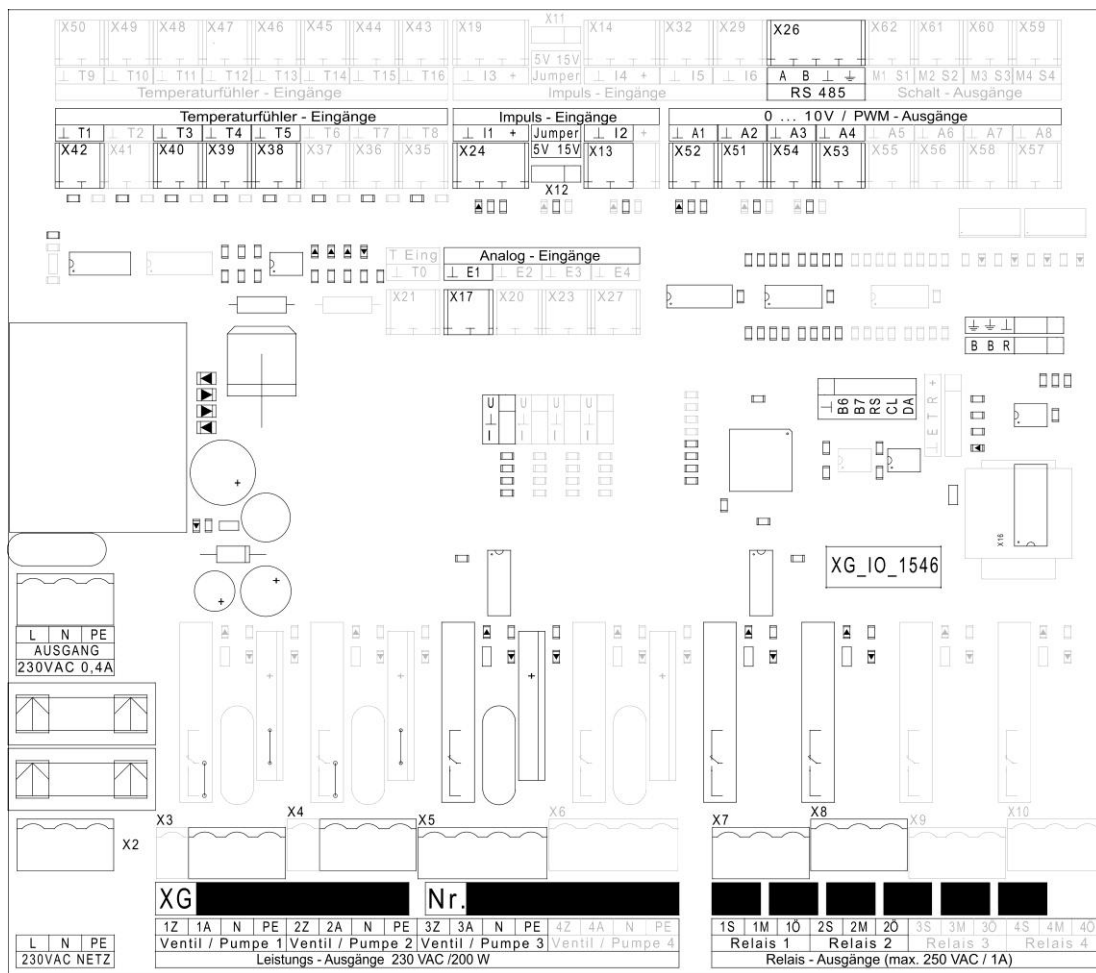 X50 X49 X48 X47 X46 X45 X44 X43 X19 X11 X14 X32 X29 X26 X62 X61 X60 X59
5V 15V
⊥ T9 ⊥ T10 ⊥ T11 ⊥ T12 ⊥ T13 ⊥ T14 ⊥ T15 ⊥ T16 ⊥ I3 + Jumper ⊥ I4 + ⊥ I5 ⊥ I6 A B ⊥ ⏚ M1 S1 M2 S2 M3 S3 M4 S4
Temperaturfühler - Eingänge Impuls - Eingänge RS 485 Schalt - Ausgänge
Temperaturfühler - Eingänge Impuls - Eingänge 0 ... 10V / PWM - Ausgänge
⊥ T1 ⊥ T2 ⊥ T3 ⊥ T4 ⊥ T5 ⊥ T6 ⊥ T7 ⊥ T8 ⊥ I1 + Jumper ⊥ I2 + ⊥ A1 ⊥ A2 ⊥ A3 ⊥ A4 ⊥ A5 ⊥ A6 ⊥ A7 ⊥ A8
X42 X41 X40 X39 X38 X37 X36 X35 X24 5V 15V X13 X52 X51 X54 X53 X55 X56 X58 X57
X12
T Eing Analog - Eingänge
⊥ T0 ⊥ E1 ⊥ E2 ⊥ E3 ⊥ E4
X21 X17 X20 X23 X27
⏚ ⏚ ⊥
B B R
U ⊥ I U ⊥ I U ⊥ I U ⊥ I
⊥ B6 B7 RS CL DA
⊥ E T R +
X16
XG_IO_1546
L N PE
AUSGANG
230VAC 0,4A
X2
X3 X4 X5 X6 X7 X8 X9 X10
XG Nr.
1Z 1A N PE 2Z 2A N PE 3Z 3A N PE 4Z 4A N PE 1S 1M 1Ö 2S 2M 2Ö 3S 3M 3Ö 4S 4M 4Ö
Ventil / Pumpe 1 Ventil / Pumpe 2 Ventil / Pumpe 3 Ventil / Pumpe 4 Relais 1 Relais 2 Relais 3 Relais 4
Leistungs - Ausgänge 230 VAC /200 W Relais - Ausgänge (max. 250 VAC / 1A)
L N PE
230VAC NETZ